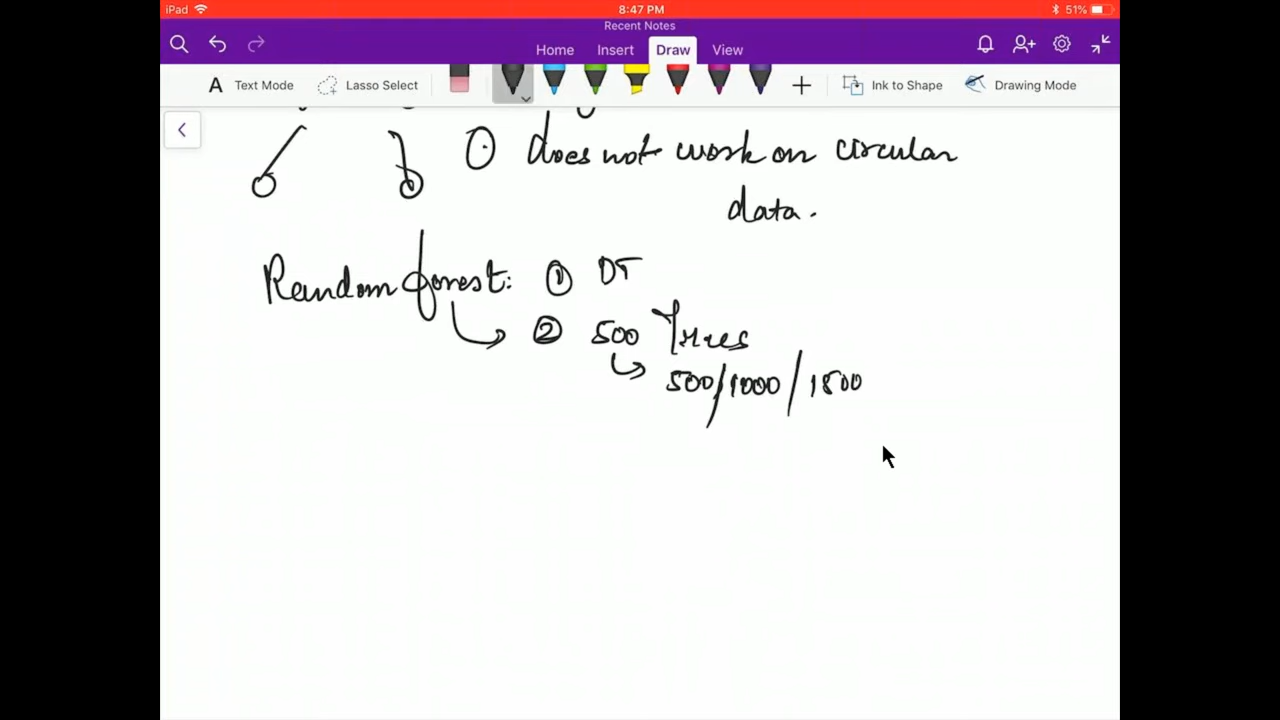 iPad 8:47 PM 51%
Recent Notes
Home Insert Draw View
A Text Mode Lasso Select Ink to Shape Drawing Mode
does not work on circular
data.
Random forest: ① DT
② 500 Trees
500/1000/1500